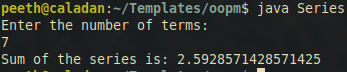 peeth@caladan:~/Templates/oopm$ java Series
Enter the number of terms:
7
Sum of the series is: 2.5928571428571425